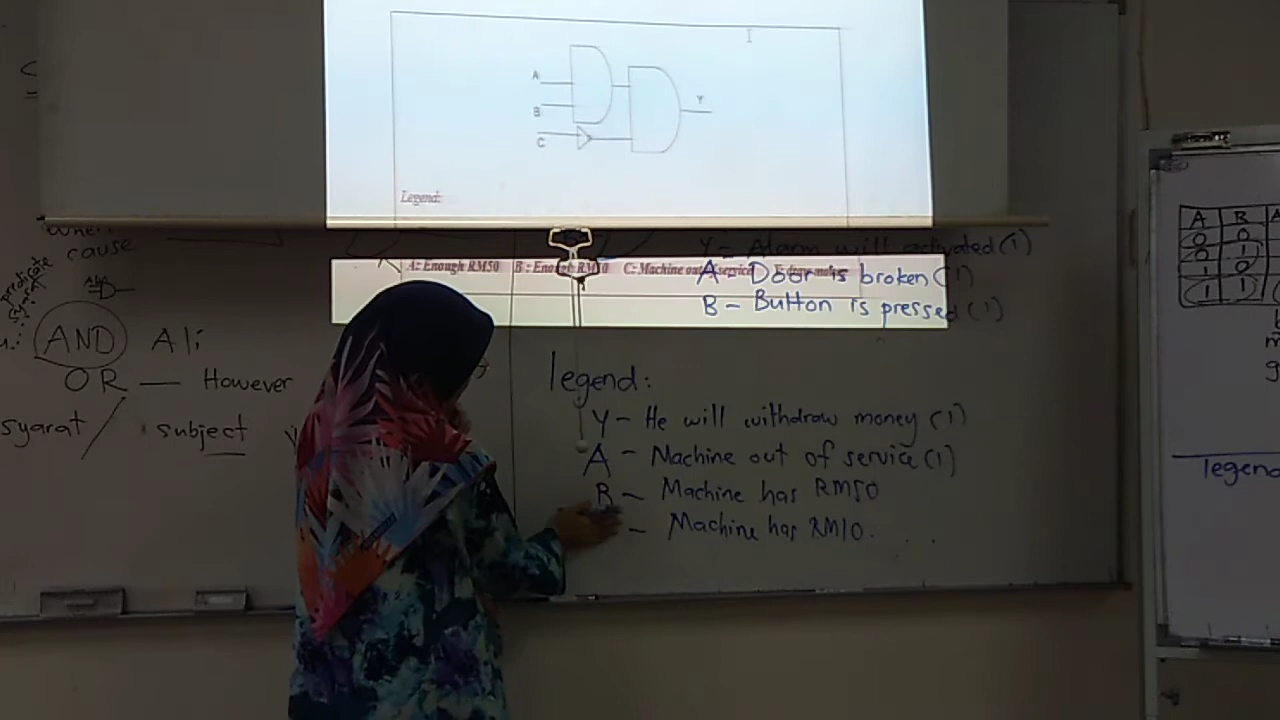 A
B
C
Y
Legend:
A: Enough RM50 B : Enough RM10 C: Machine out
Y - Alarm will activated (1)
A - Door is broken (1)
B - Button is pressed (1)
when
cause
predicate
AND Ali
OR — However
syarat / subject
legend:
Y - He will withdraw money (1)
A - Machine out of service (1)
B - Machine has RM50
- Machine has RM10.
A B
0 0
0 1
1 0
1 1
legend